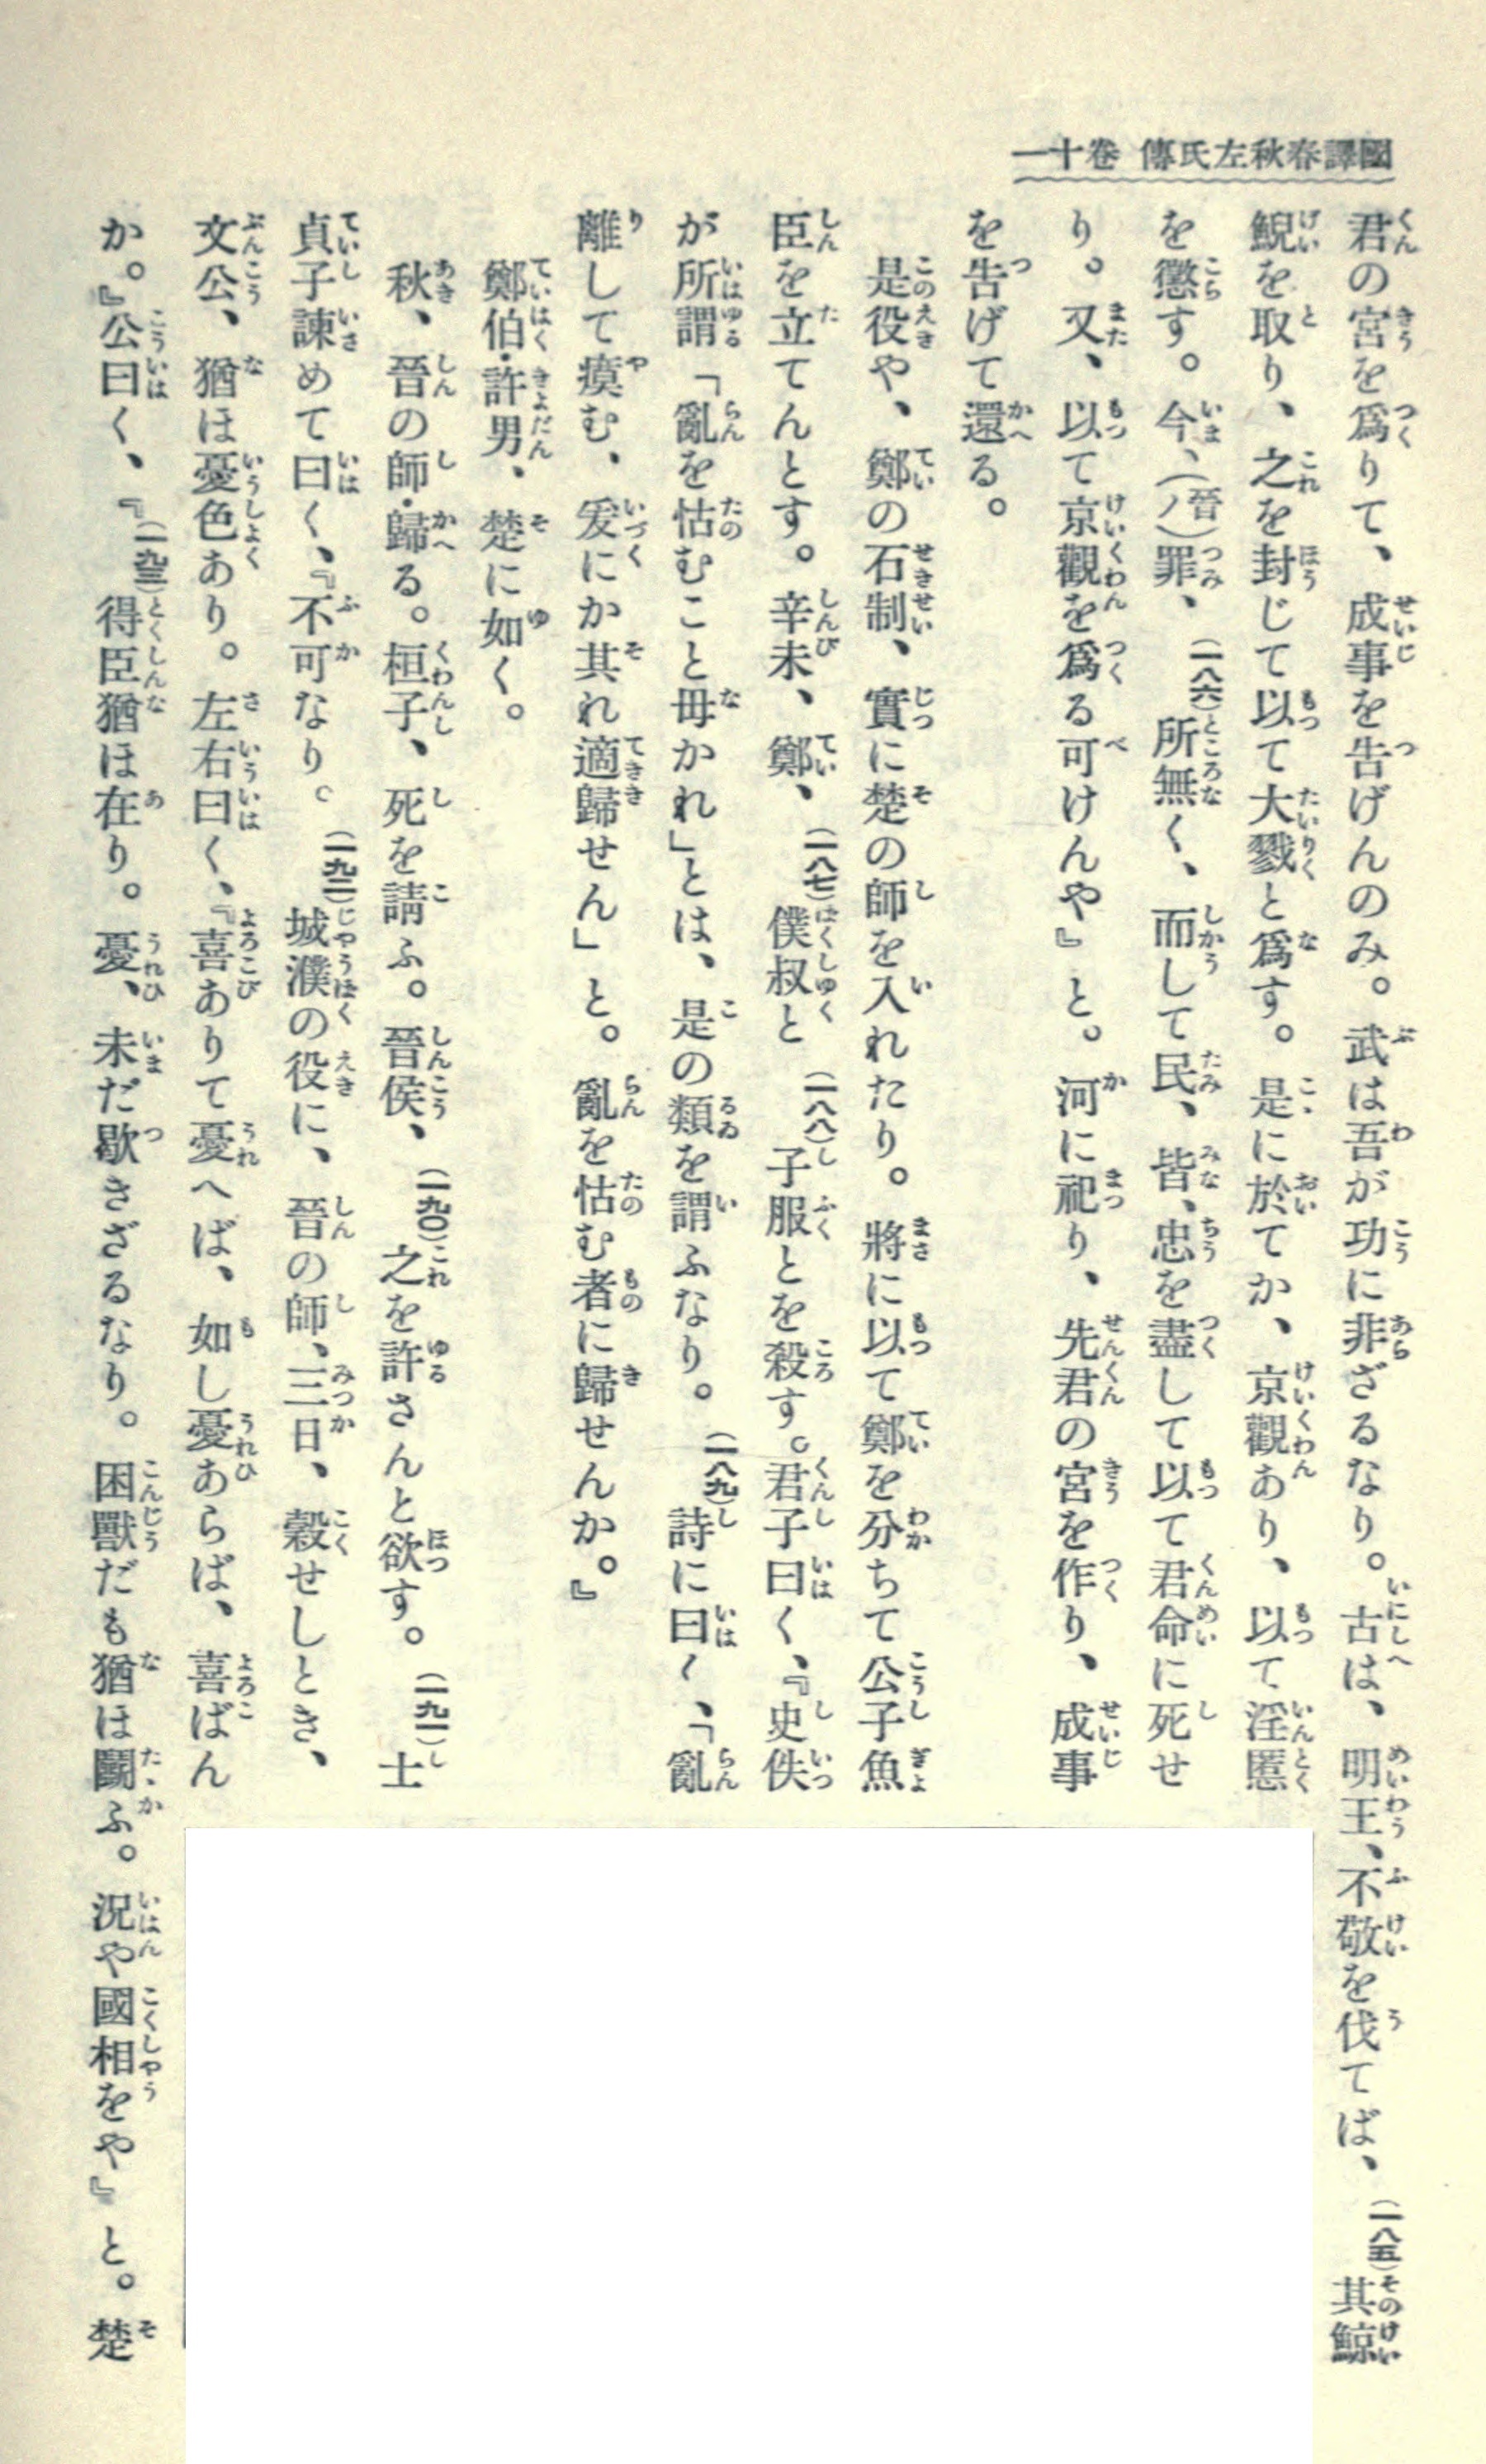 國譯春秋左氏傳 卷十一
君の宮を爲りて、成事を告げんのみ。武は吾が功に非ざるなり。古は、明王、不敬を伐てば、(一八五)其鯨
鯢を取り、之を封じて以て大戮と爲す。是に於てか、京觀あり、以て淫慝
を懲す。今、(晉ノ)罪、(一八六)所無く、而して民、皆、忠を盡して以て君命に死せ
り。又、以て京觀を爲る可けんや』と。河に祀り、先君の宮を作り、成事
を告げて還る。
是役や、鄭の石制、實に楚の師を入れたり。將に以て鄭を分ちて公子魚
臣を立てんとす。辛未、鄭、(一八七)僕叔と(一八八)子服とを殺す。君子曰く、『史佚
が所謂「亂を怙むこと毋かれ」とは、是の類を謂ふなり。(一八九)詩に曰く、「亂
離して瘼む、爰にか其れ適歸せん」と。亂を怙む者に歸せんか。』
鄭伯・許男、楚に如く。
秋、晉の師・歸る。桓子、死を請ふ。晉侯、(一九〇)之を許さんと欲す。(一九一)士
貞子諫めて曰く、『不可なり。(一九二)城濮の役に、晉の師、三日、穀せしとき、
文公、猶ほ憂色あり。左右曰く、『喜ありて憂へば、如し憂あらば、喜ばん
か。』公曰く、『(一九三)得臣猶ほ在り。憂、未だ歇きざるなり。困獸だも猶ほ鬭ふ。況や國相をや』と。楚